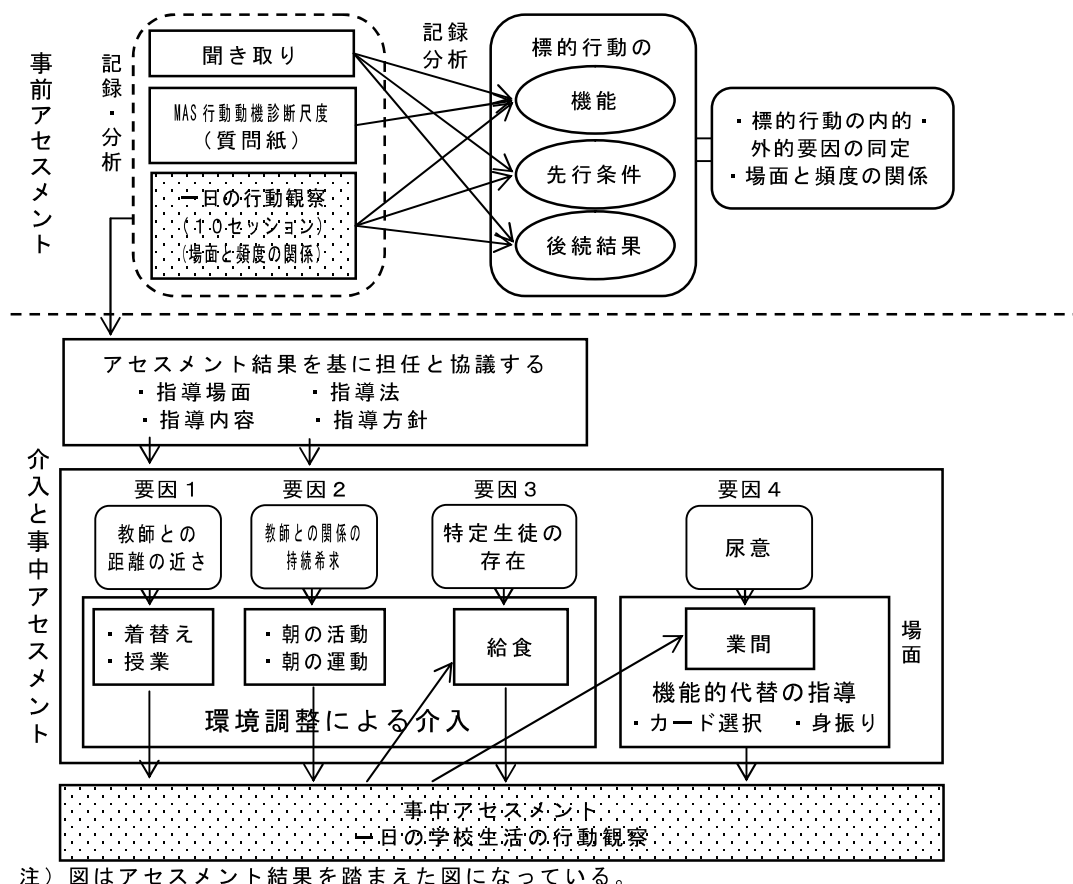 事前アセスメント
記録・分析
聞き取り
MAS行動動機診断尺度
(質問紙)
一日の行動観察
(10セッション)
(場面と頻度の関係)
記録
分析
標的行動の
機能
先行条件
後続結果
・標的行動の内的・
外的要因の同定
・場面と頻度の関係
アセスメント結果を基に担任と協議する
・指導場面 ・指導法
・指導内容 ・指導方針
介入と事中アセスメント
要因1 要因2 要因3 要因4
教師との
距離の近さ
教師との関係の
持続希求
特定生徒の
存在
尿意
・着替え
・授業
・朝の活動
・朝の運動
給食
業間
場面
環境調整による介入
機能的代替の指導
・カード選択 ・身振り
事中アセスメント
一日の学校生活の行動観察
注)図はアセスメント結果を踏まえた図になっている。